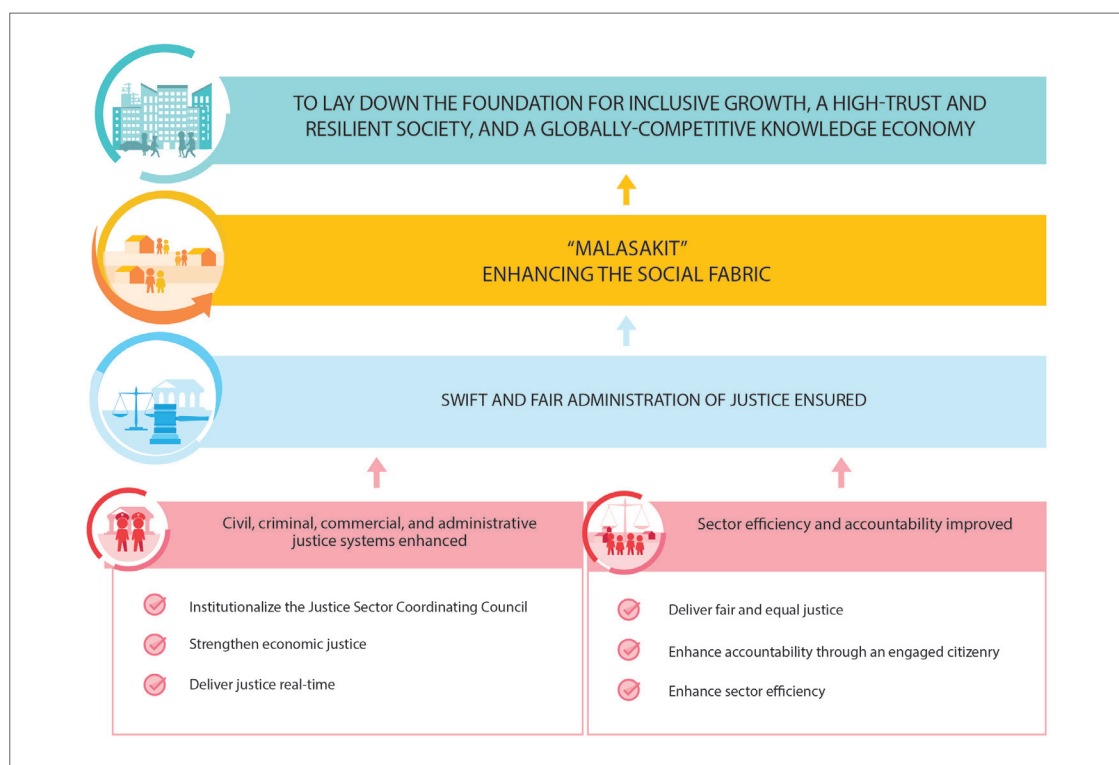 TO LAY DOWN THE FOUNDATION FOR INCLUSIVE GROWTH, A HIGH-TRUST AND
RESILIENT SOCIETY, AND A GLOBALLY-COMPETITIVE KNOWLEDGE ECONOMY
“MALASAKIT”
ENHANCING THE SOCIAL FABRIC
SWIFT AND FAIR ADMINISTRATION OF JUSTICE ENSURED
Civil, criminal, commercial, and administrative
justice systems enhanced
Institutionalize the Justice Sector Coordinating Council
Strengthen economic justice
Deliver justice real-time
Sector efficiency and accountability improved
Deliver fair and equal justice
Enhance accountability through an engaged citizenry
Enhance sector efficiency